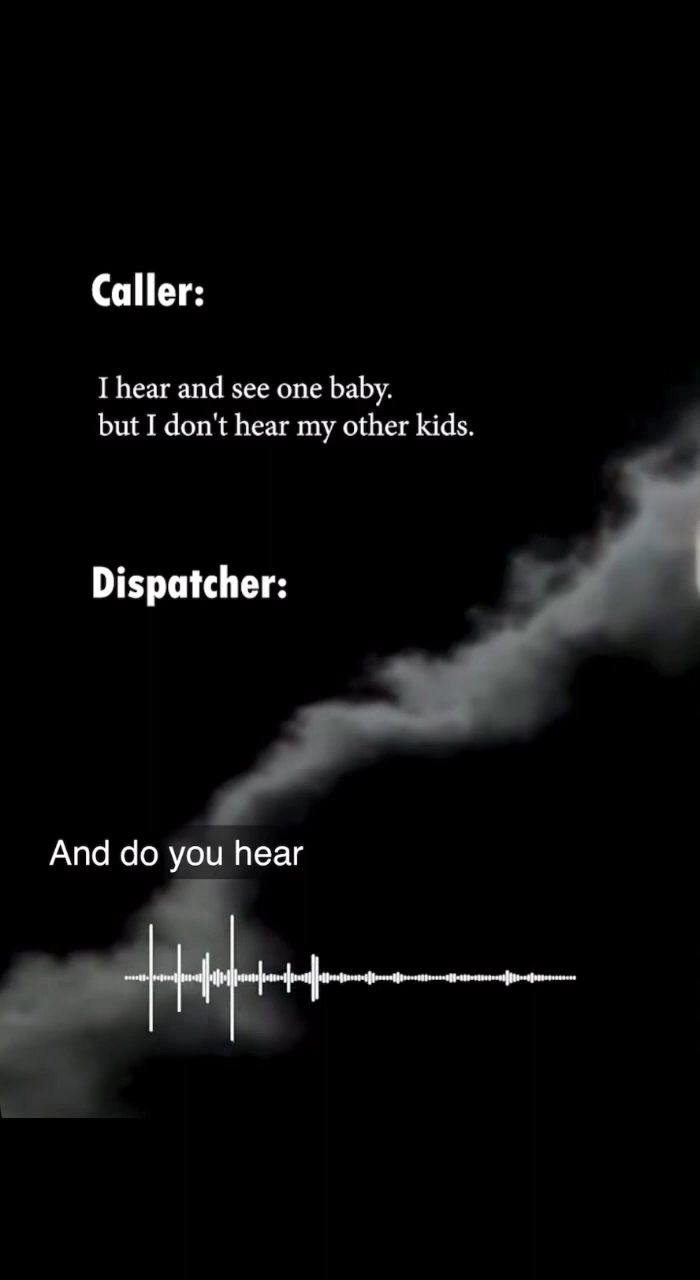 Caller:
I hear and see one baby.
but I don't hear my other kids.
Dispatcher:
And do you hear